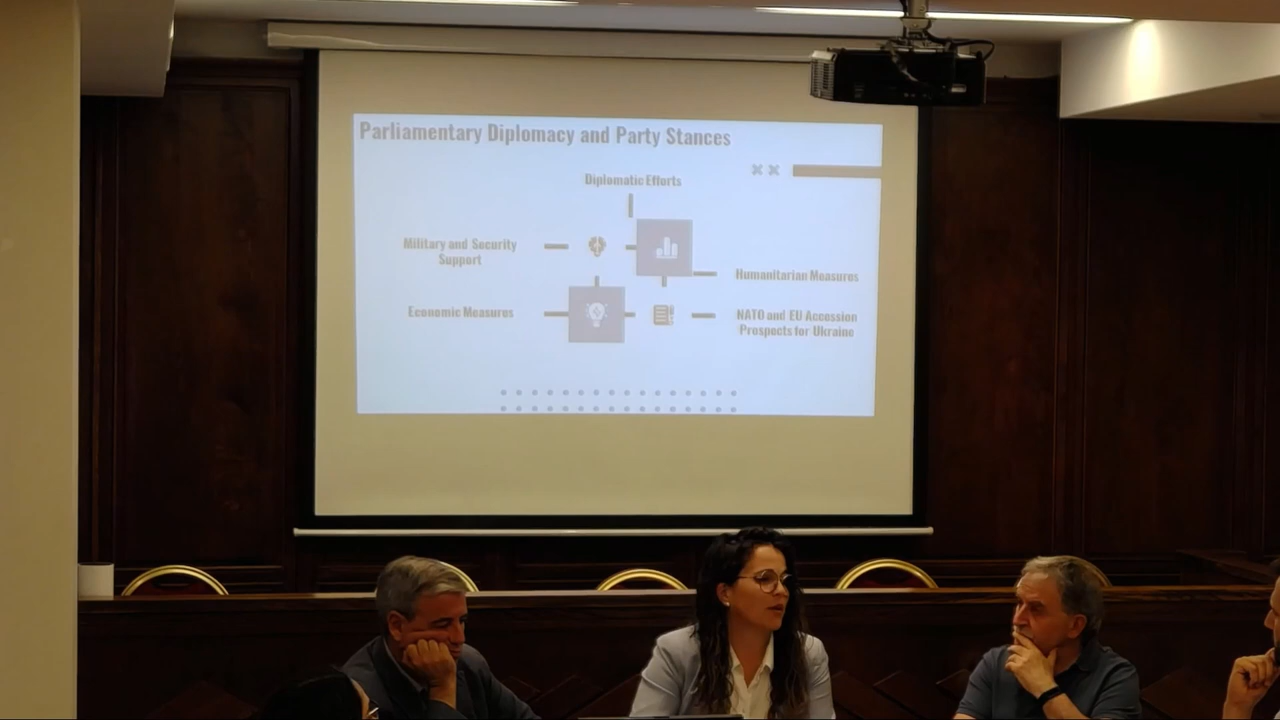 Parliamentary Diplomacy and Party Stances
Diplomatic Efforts
Military and Security
Support
Humanitarian Measures
Economic Measures
NATO and EU Accession
Prospects for Ukraine